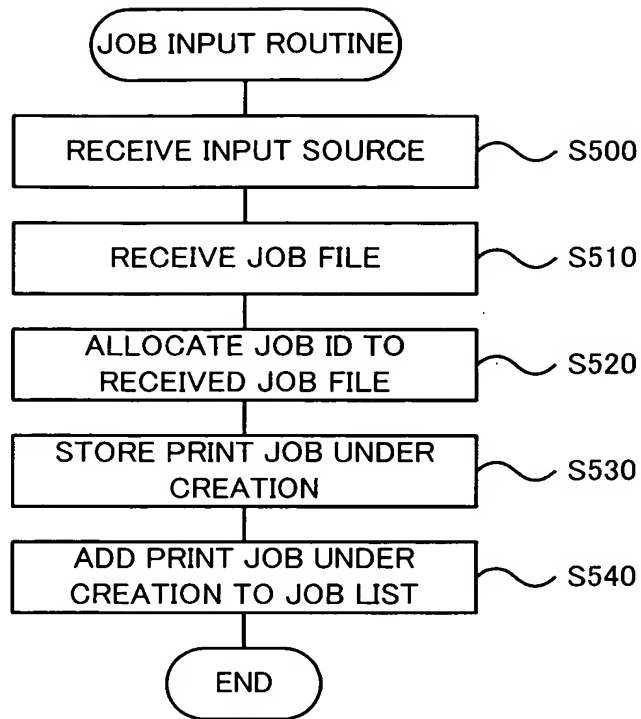 JOB INPUT ROUTINE
RECEIVE INPUT SOURCE
S500
RECEIVE JOB FILE
S510
ALLOCATE JOB ID TO
RECEIVED JOB FILE
S520
STORE PRINT JOB UNDER
CREATION
S530
ADD PRINT JOB UNDER
CREATION TO JOB LIST
S540
END